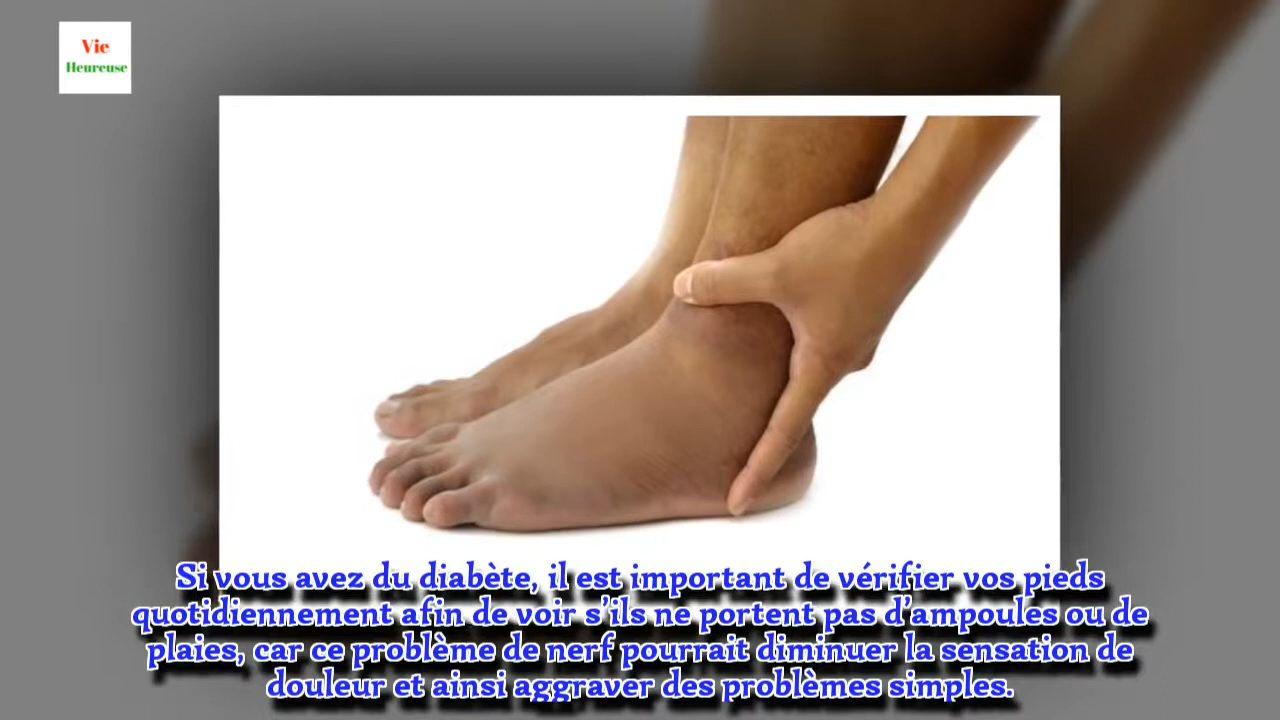 Vie
Heureuse
Si vous avez du diabète, il est important de vérifier vos pieds
quotidiennement afin de voir s'ils ne portent pas d'ampoules ou de
plaies, car ce problème de nerf pourrait diminuer la sensation de
douleur et ainsi aggraver des problèmes simples.